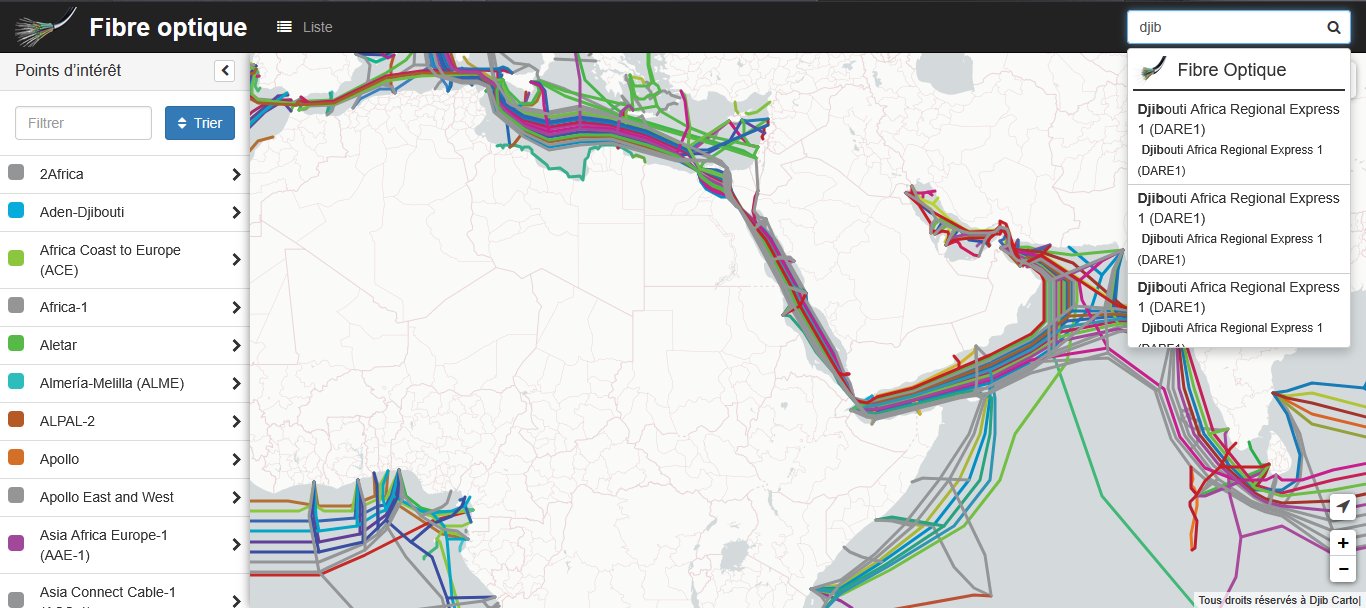 Fibre optique
Liste
djib
Points d'intérêt
Filtrer
Trier
2Africa
Aden-Djibouti
Africa Coast to Europe
(ACE)
Africa-1
Aletar
Almería-Melilla (ALME)
ALPAL-2
Apollo
Apollo East and West
Asia Africa Europe-1
(AAE-1)
Asia Connect Cable-1
Fibre Optique
Djibouti Africa Regional Express
1 (DARE1)
Djibouti Africa Regional Express 1
(DARE1)
Djibouti Africa Regional Express
1 (DARE1)
Djibouti Africa Regional Express 1
(DARE1)
Djibouti Africa Regional Express
1 (DARE1)
Djibouti Africa Regional Express 1
(DARE1)
+
−
Tous droits réservés à Djib Carto|